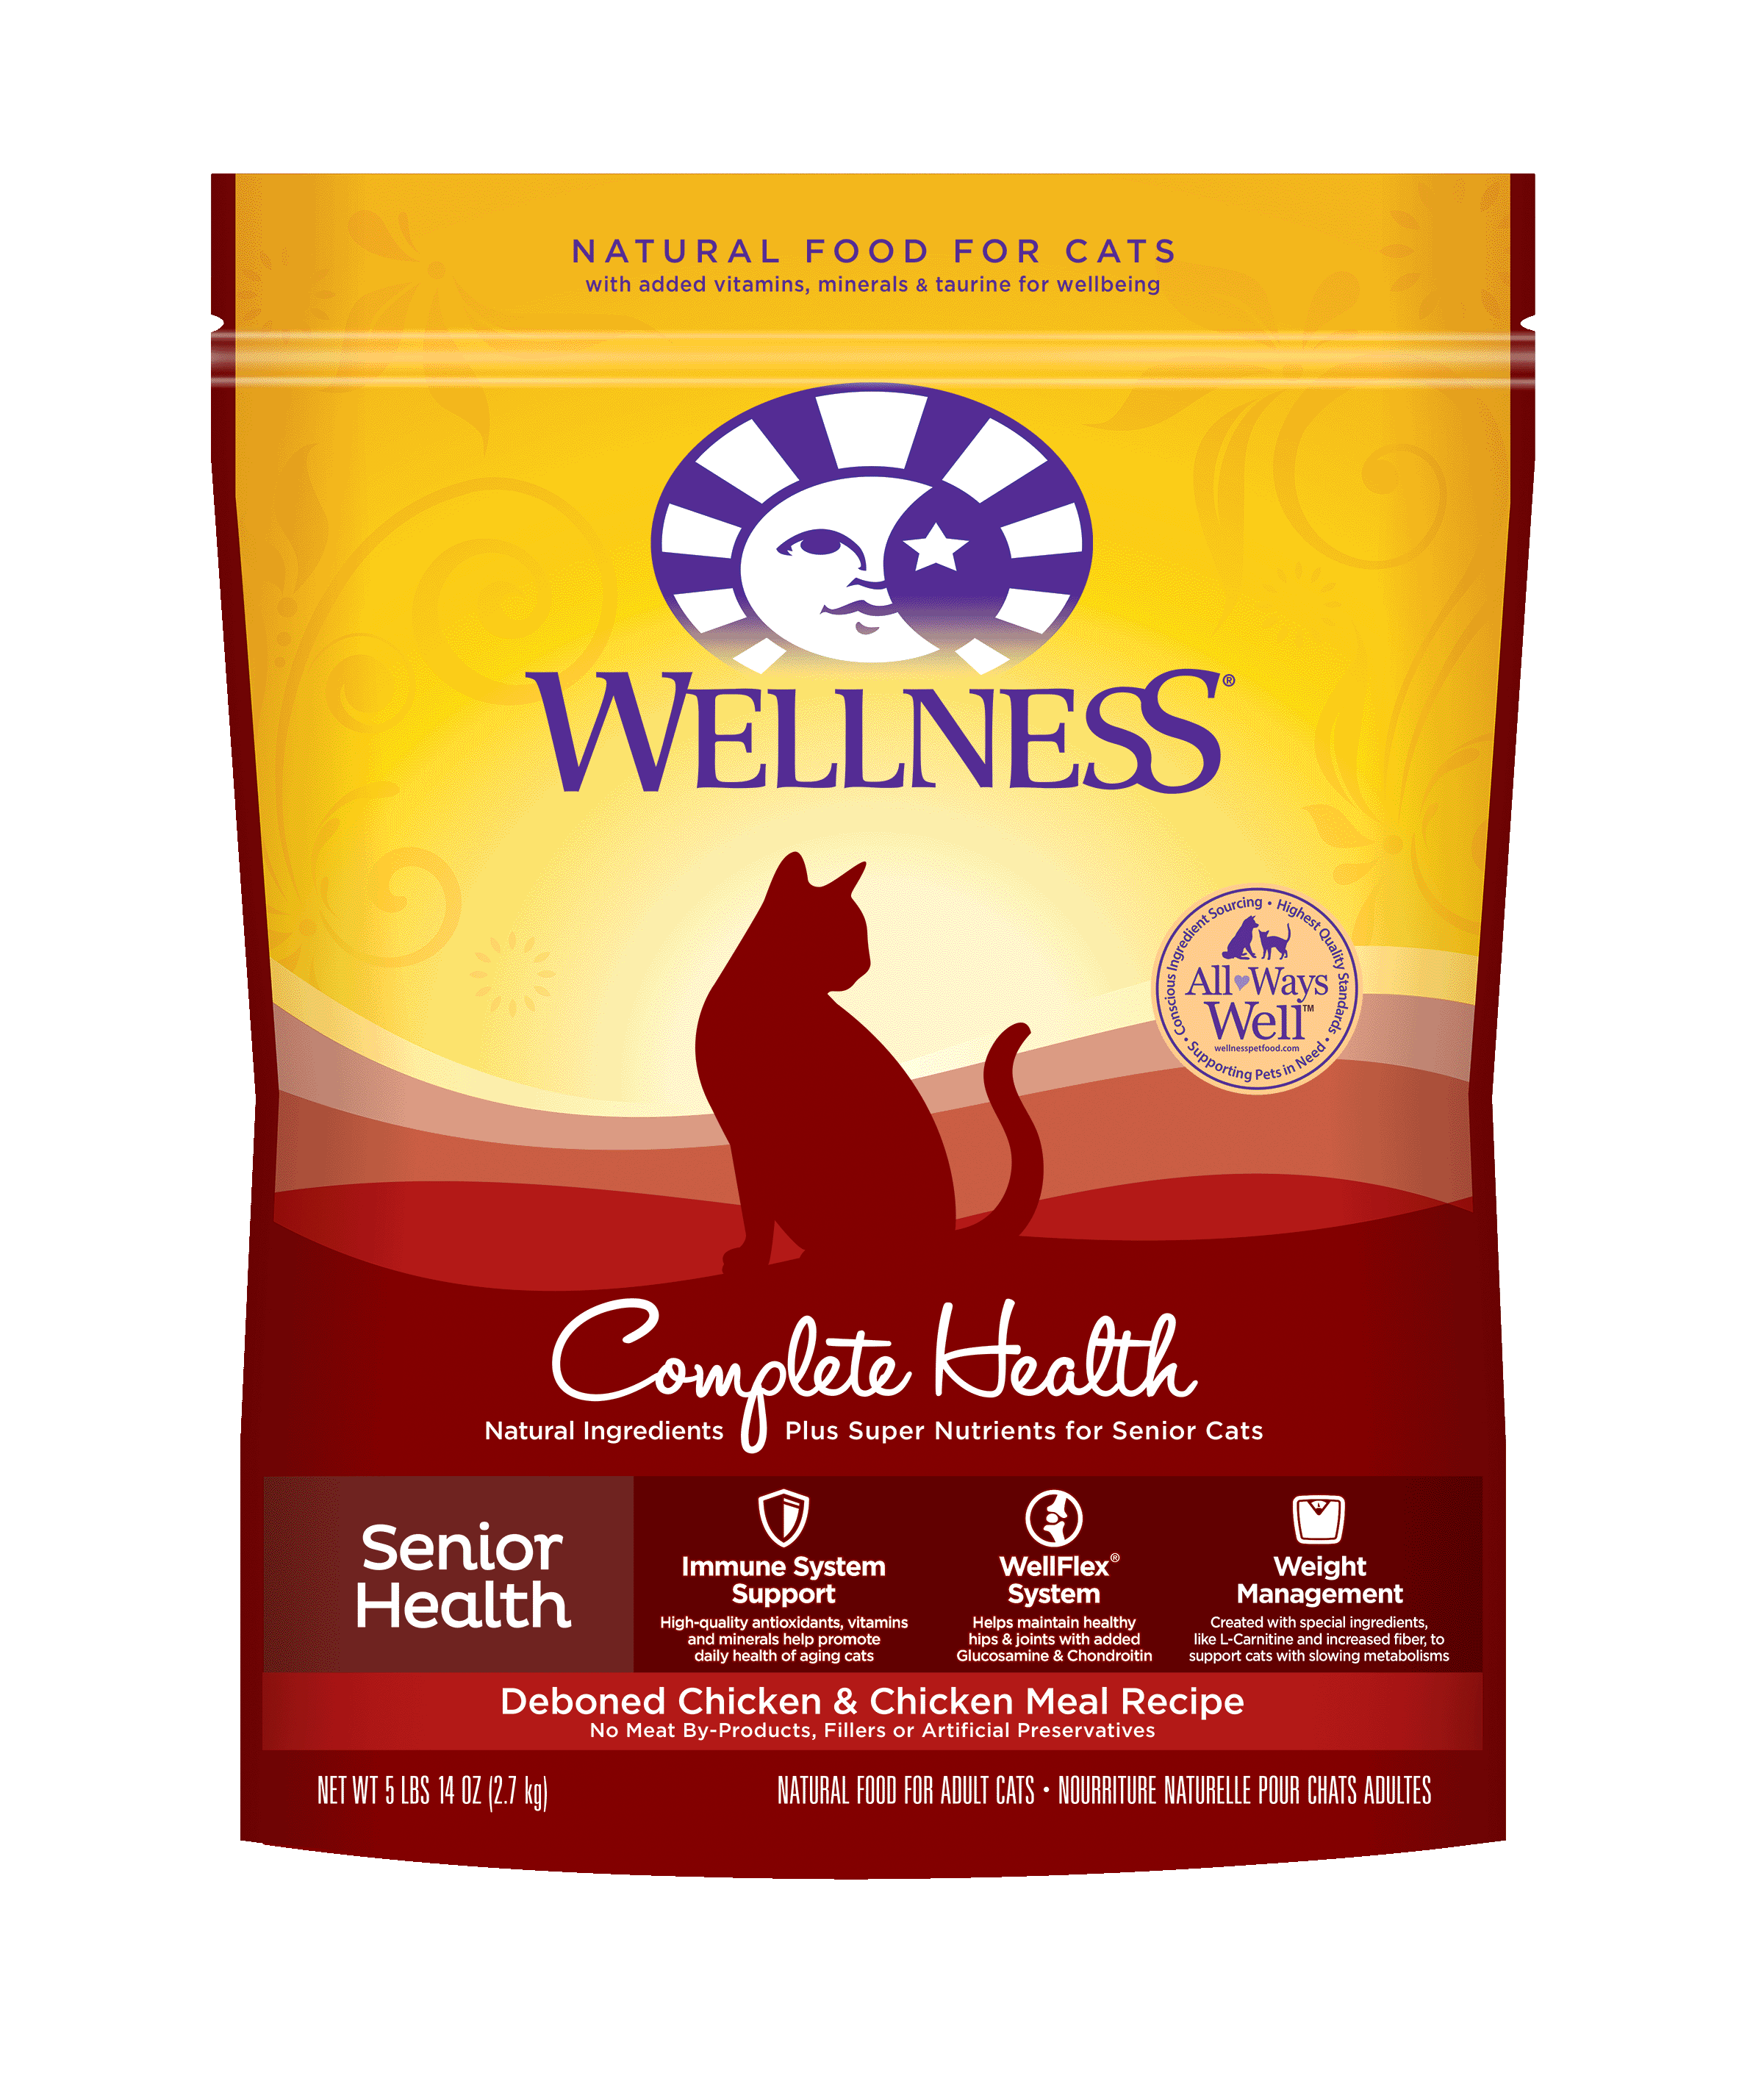 NATURAL FOOD FOR CATS
with added vitamins, minerals & taurine for wellbeing
WELLNESS®
Conscious Ingredient Sourcing • Highest Quality Standards • Supporting Pets in Need •
All♥Ways
Well™
wellnesspetfood.com
Complete Health
Natural Ingredients Plus Super Nutrients for Senior Cats
Senior
Health
Immune System
Support
High-quality antioxidants, vitamins
and minerals help promote
daily health of aging cats
WellFlex®
System
Helps maintain healthy
hips & joints with added
Glucosamine & Chondroitin
Weight
Management
Created with special ingredients,
like L-Carnitine and increased fiber, to
support cats with slowing metabolisms
Deboned Chicken & Chicken Meal Recipe
No Meat By-Products, Fillers or Artificial Preservatives
NET WT 5 LBS 14 OZ (2.7 kg)
NATURAL FOOD FOR ADULT CATS • NOURRITURE NATURELLE POUR CHATS ADULTES